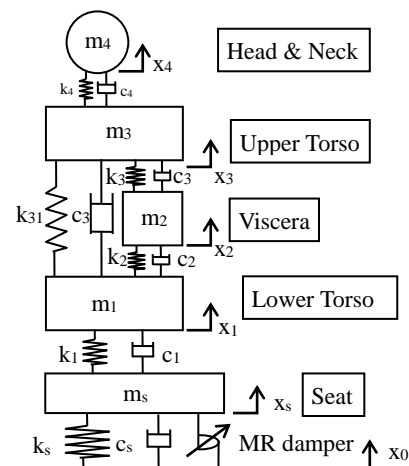 m4
x4
Head & Neck
k4
c4
m3
Upper Torso
k3
c3
x3
k31
c3
m2
Viscera
x2
k2
c2
m1
Lower Torso
x1
k1
c1
ms
xs
Seat
ks
cs
MR damper
x0